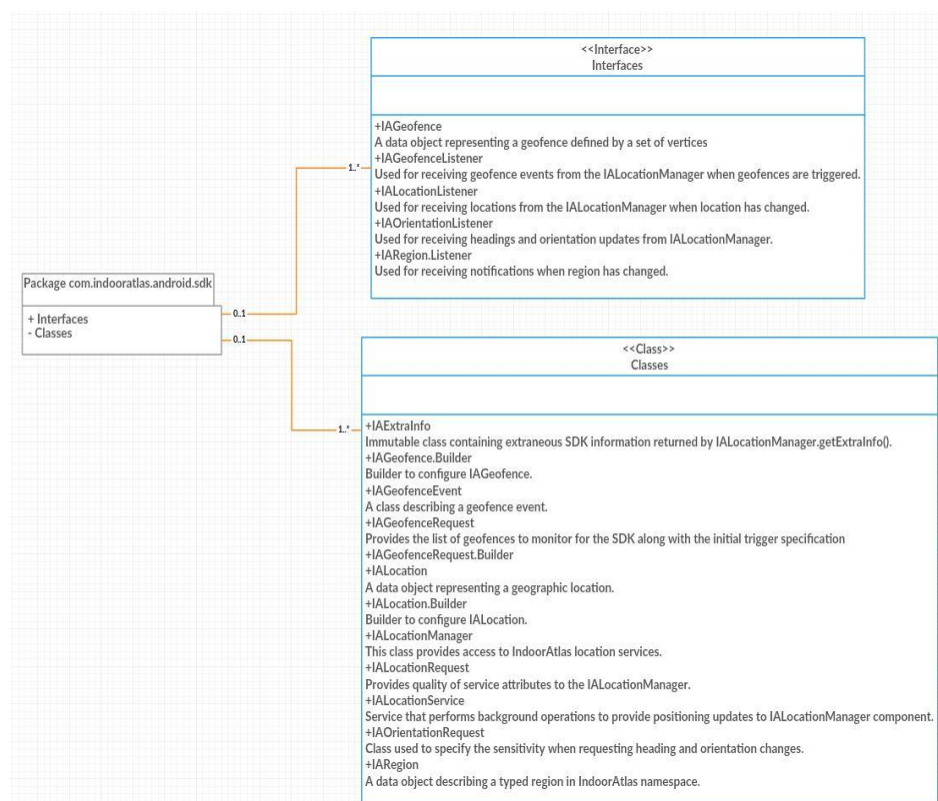 <<Interface>>
Interfaces
+IAGeofence
A data object representing a geofence defined by a set of vertices
+IAGeofenceListener
Used for receiving geofence events from the IALocationManager when geofences are triggered.
+IALocationListener
Used for receiving locations from the IALocationManager when location has changed.
+IAOrientationListener
Used for receiving headings and orientation updates from IALocationManager.
+IARegion.Listener
Used for receiving notifications when region has changed.
1..*
Package com.indooratlas.android.sdk
+ Interfaces
- Classes
0..1
0..1
1..*
<<Class>>
Classes
+IAExtraInfo
Immutable class containing extraneous SDK information returned by IALocationManager.getExtraInfo().
+IAGeofence.Builder
Builder to configure IAGeofence.
+IAGeofenceEvent
A class describing a geofence event.
+IAGeofenceRequest
Provides the list of geofences to monitor for the SDK along with the initial trigger specification
+IAGeofenceRequest.Builder
+IALocation
A data object representing a geographic location.
+IALocation.Builder
Builder to configure IALocation.
+IALocationManager
This class provides access to IndoorAtlas location services.
+IALocationRequest
Provides quality of service attributes to the IALocationManager.
+IALocationService
Service that performs background operations to provide positioning updates to IALocationManager component.
+IAOrientationRequest
Class used to specify the sensitivity when requesting heading and orientation changes.
+IARegion
A data object describing a typed region in IndoorAtlas namespace.